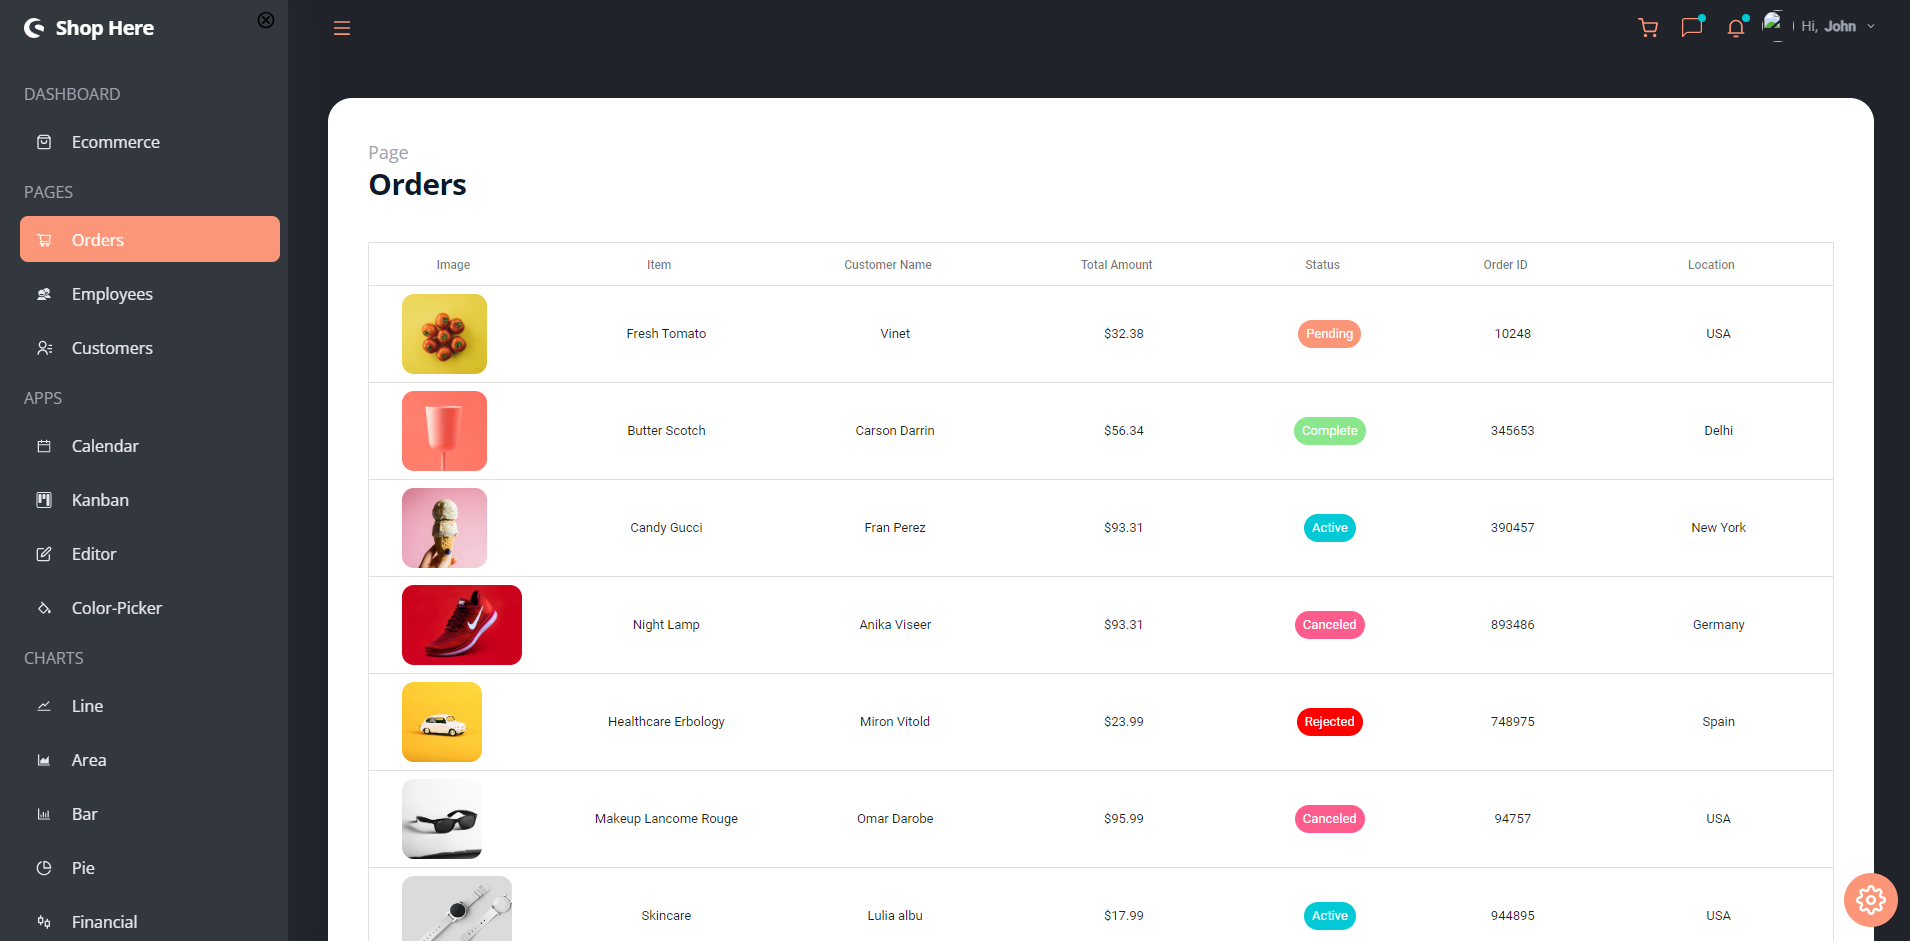 Shop Here
Hi, John
DASHBOARD
Ecommerce
PAGES
Orders
Employees
Customers
APPS
Calendar
Kanban
Editor
Color-Picker
CHARTS
Line
Area
Bar
Pie
Financial
Page
Orders
Image Item Customer Name Total Amount Status Order ID Location
Fresh Tomato Vinet $32.38 Pending 10248 USA
Butter Scotch Carson Darrin $56.34 Complete 345653 Delhi
Candy Gucci Fran Perez $93.31 Active 390457 New York
Night Lamp Anika Viseer $93.31 Canceled 893486 Germany
Healthcare Erbology Miron Vitold $23.99 Rejected 748975 Spain
Makeup Lancome Rouge Omar Darobe $95.99 Canceled 94757 USA
Skincare Lulia albu $17.99 Active 944895 USA